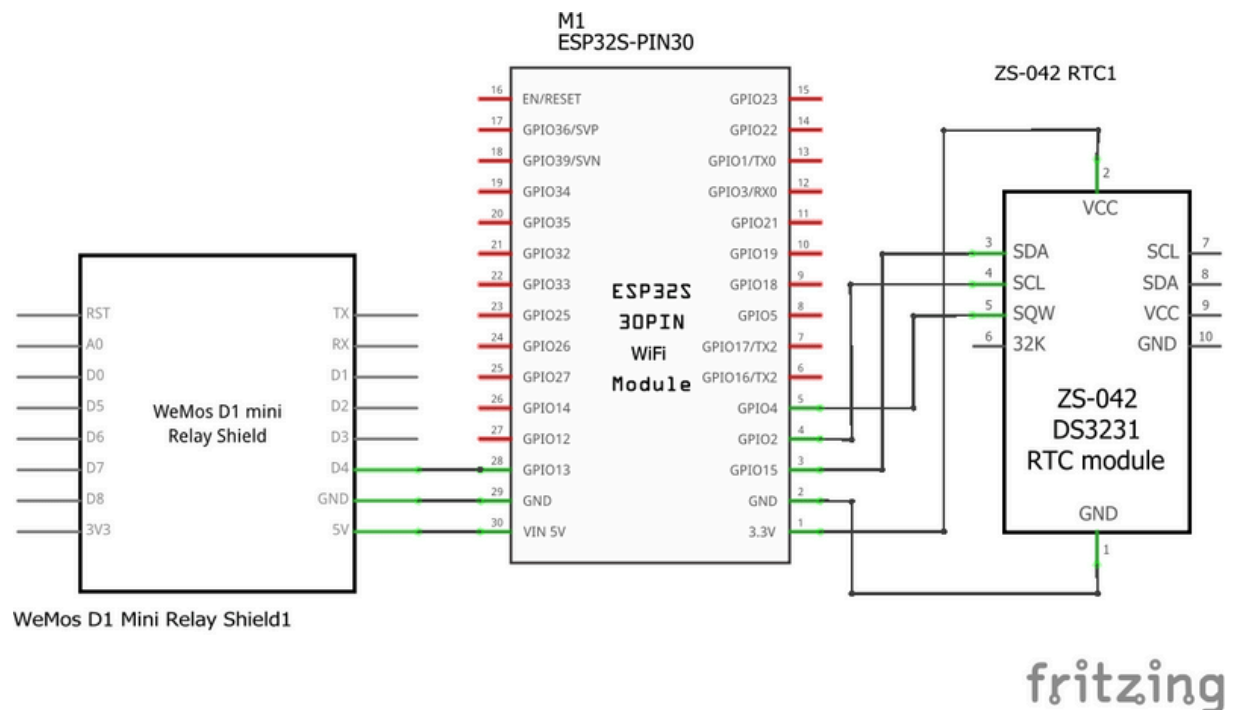 M1
ESP32S-PIN30
ZS-042 RTC1
16 EN/RESET GPIO23 15
17 GPIO36/SVP GPIO22 14
18 GPIO39/SVN GPIO1/TX0 13
19 GPIO34 GPIO3/RX0 12
20 GPIO35 GPIO21 11
21 GPIO32 GPIO19 10
22 GPIO33 GPIO18 9
23 GPIO25 GPIO5 8
24 GPIO26 GPIO17/TX2 7
25 GPIO27 GPIO16/TX2 6
26 GPIO14 GPIO4 5
27 GPIO12 GPIO2 4
28 GPIO13 GPIO15 3
29 GND GND 2
30 VIN 5V 3.3V 1
ESP32S
30PIN
WiFi
Module
RST TX
A0 RX
D0 D1
D5 D2
D6 D3
D7 D4
D8 GND
3V3 5V
WeMos D1 mini
Relay Shield
WeMos D1 Mini Relay Shield1
2
VCC
3 SDA SCL 7
4 SCL SDA 8
5 SQW VCC 9
6 32K GND 10
ZS-042
DS3231
RTC module
GND
1
fritzing